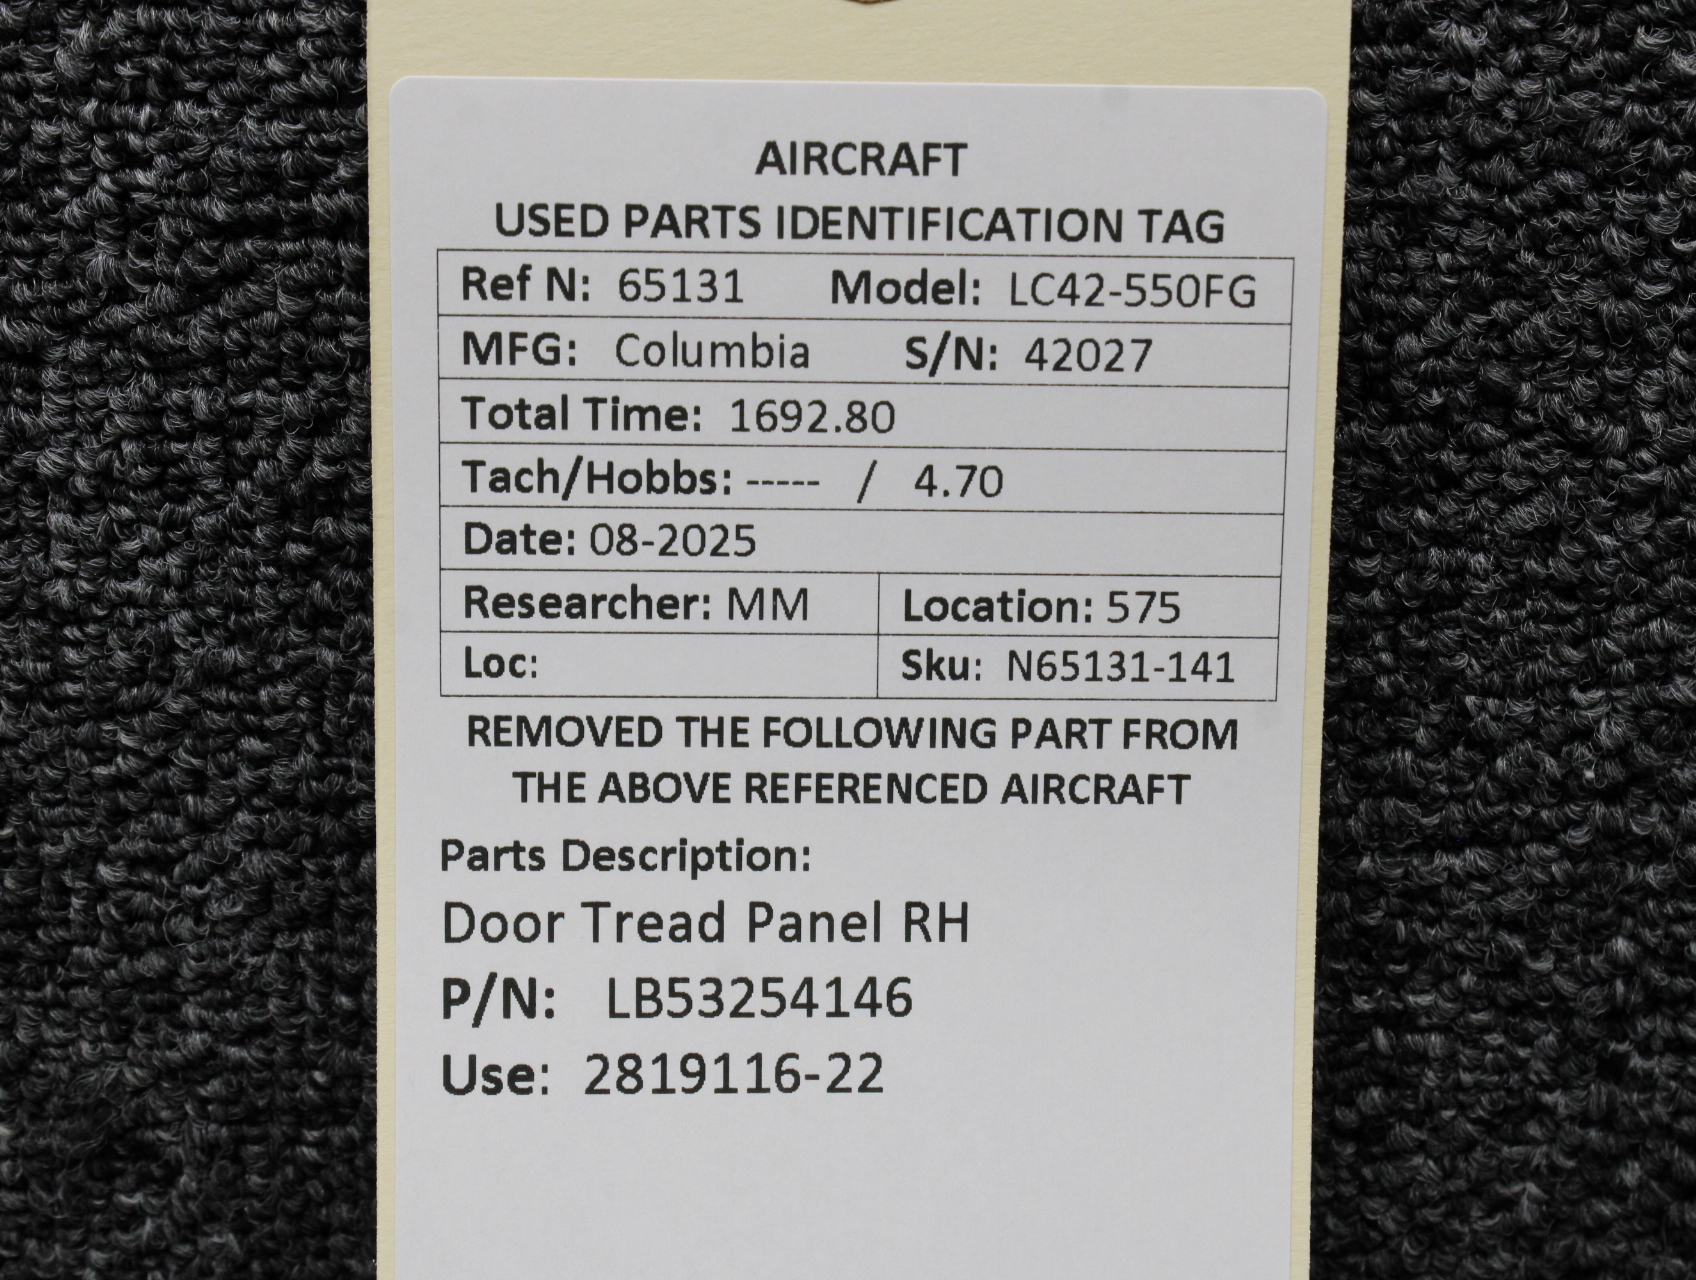 AIRCRAFT
USED PARTS IDENTIFICATION TAG
Ref N: 65131 Model: LC42-550FG
MFG: Columbia S/N: 42027
Total Time: 1692.80
Tach/Hobbs: ----- / 4.70
Date: 08-2025
Researcher: MM Location: 575
Loc: Sku: N65131-141
REMOVED THE FOLLOWING PART FROM
THE ABOVE REFERENCED AIRCRAFT
Parts Description:
Door Tread Panel RH
P/N: LB53254146
Use: 2819116-22